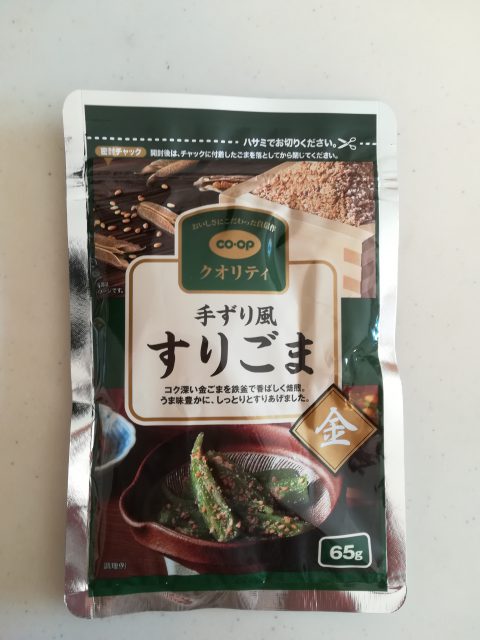 ハサミでお切りください。
密封チャック 開封後は、チャックに付着したごまを落としてから閉じてください。
おいしさにこだわった自信作
CO・OP
クオリティ
手ずり風
すりごま
コク深い金ごまを鉄釜で香ばしく焙煎。
うま味豊かに、しっとりとすりあげました。
金
65g
調理例